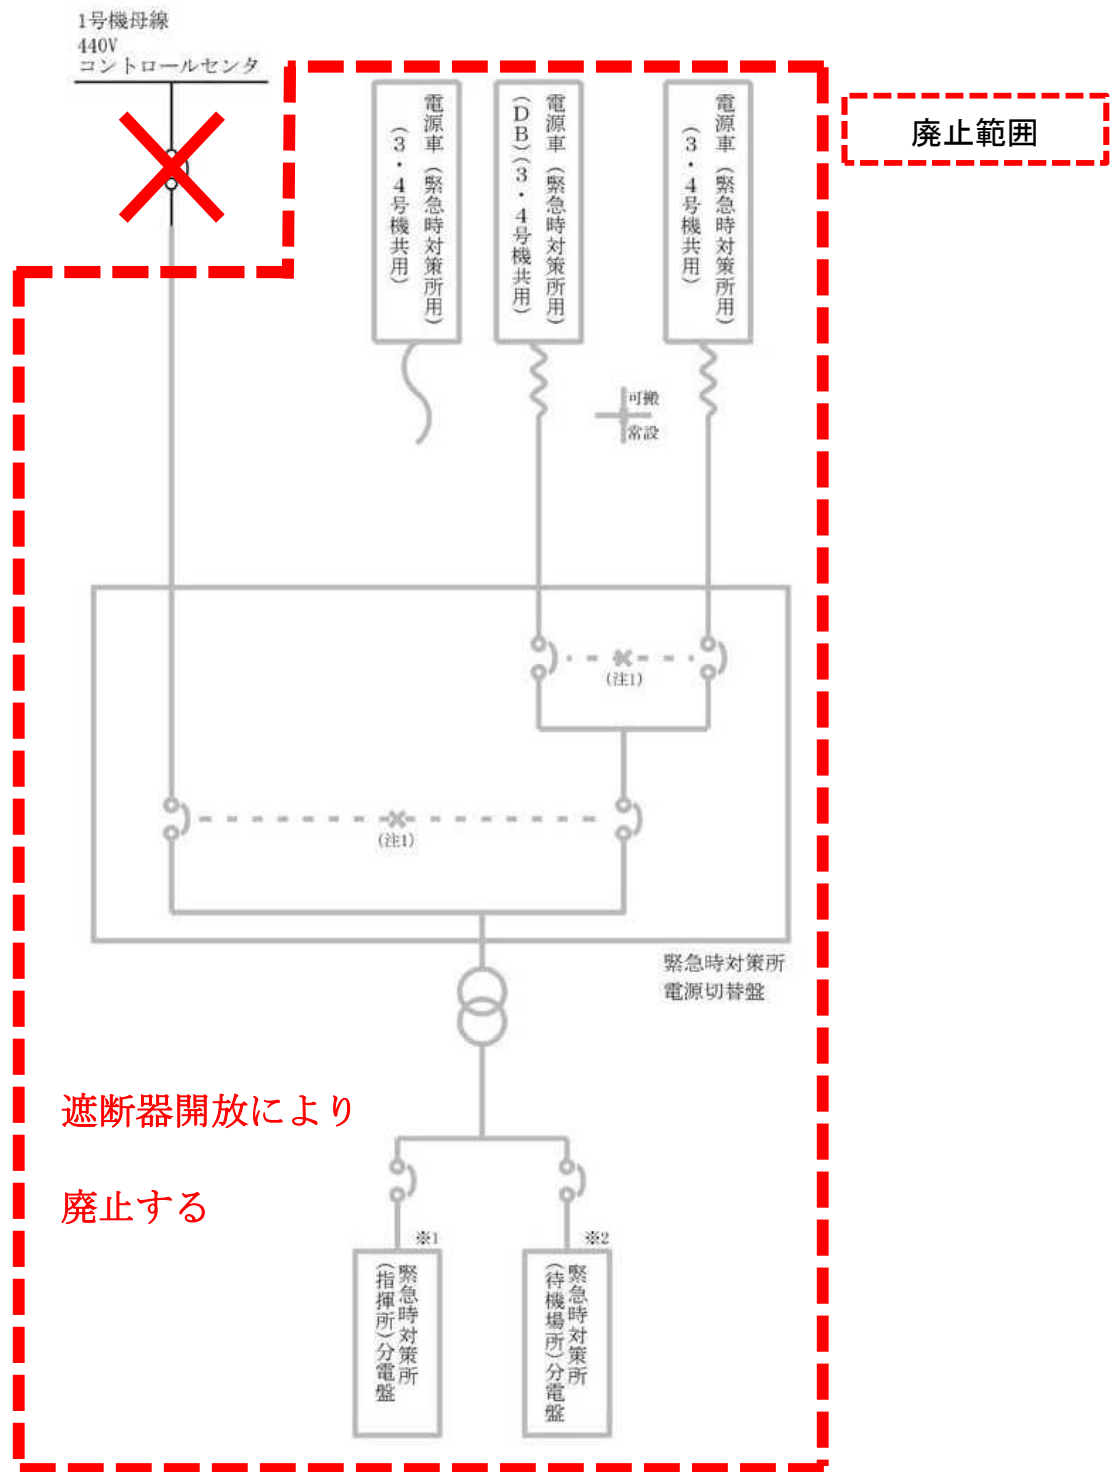 1号機母線
440V
コントロールセンタ
廃止範囲
電源車（緊急時対策所用）
（3・4号機共用）
電源車（緊急時対策所用）
（DB）（3・4号機共用）
電源車（緊急時対策所用）
（3・4号機共用）
可搬
常設
(注1)
(注1)
緊急時対策所
電源切替盤
遮断器開放により
廃止する
※1
緊急時対策所
（指揮所）分電盤
※2
緊急時対策所
（待機場所）分電盤